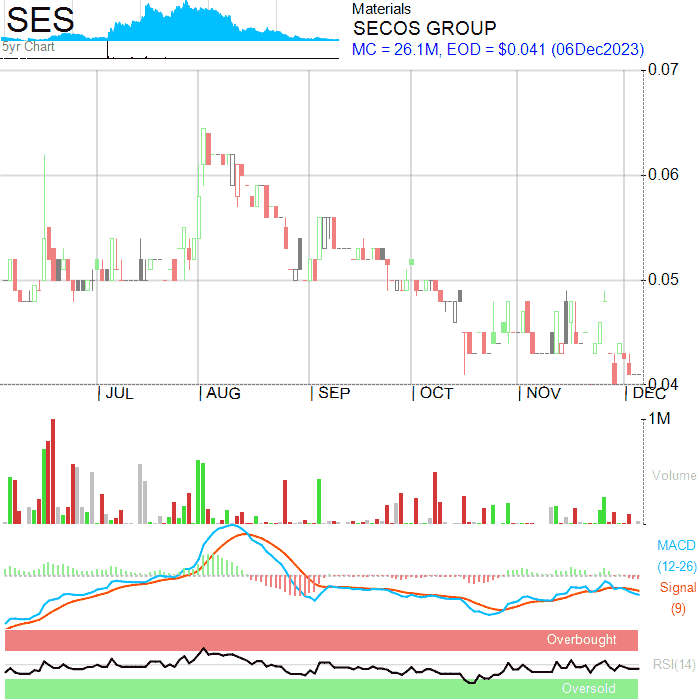 SES
5yr Chart
Materials
SECOS GROUP
MC = 26.1M, EOD = $0.041 (06Dec2023)
0.07
0.06
0.05
0.04
JUL
AUG
SEP
OCT
NOV
DEC
1M
Volume
MACD
(12-26)
Signal
(9)
Overbought
RSI(14)
Oversold